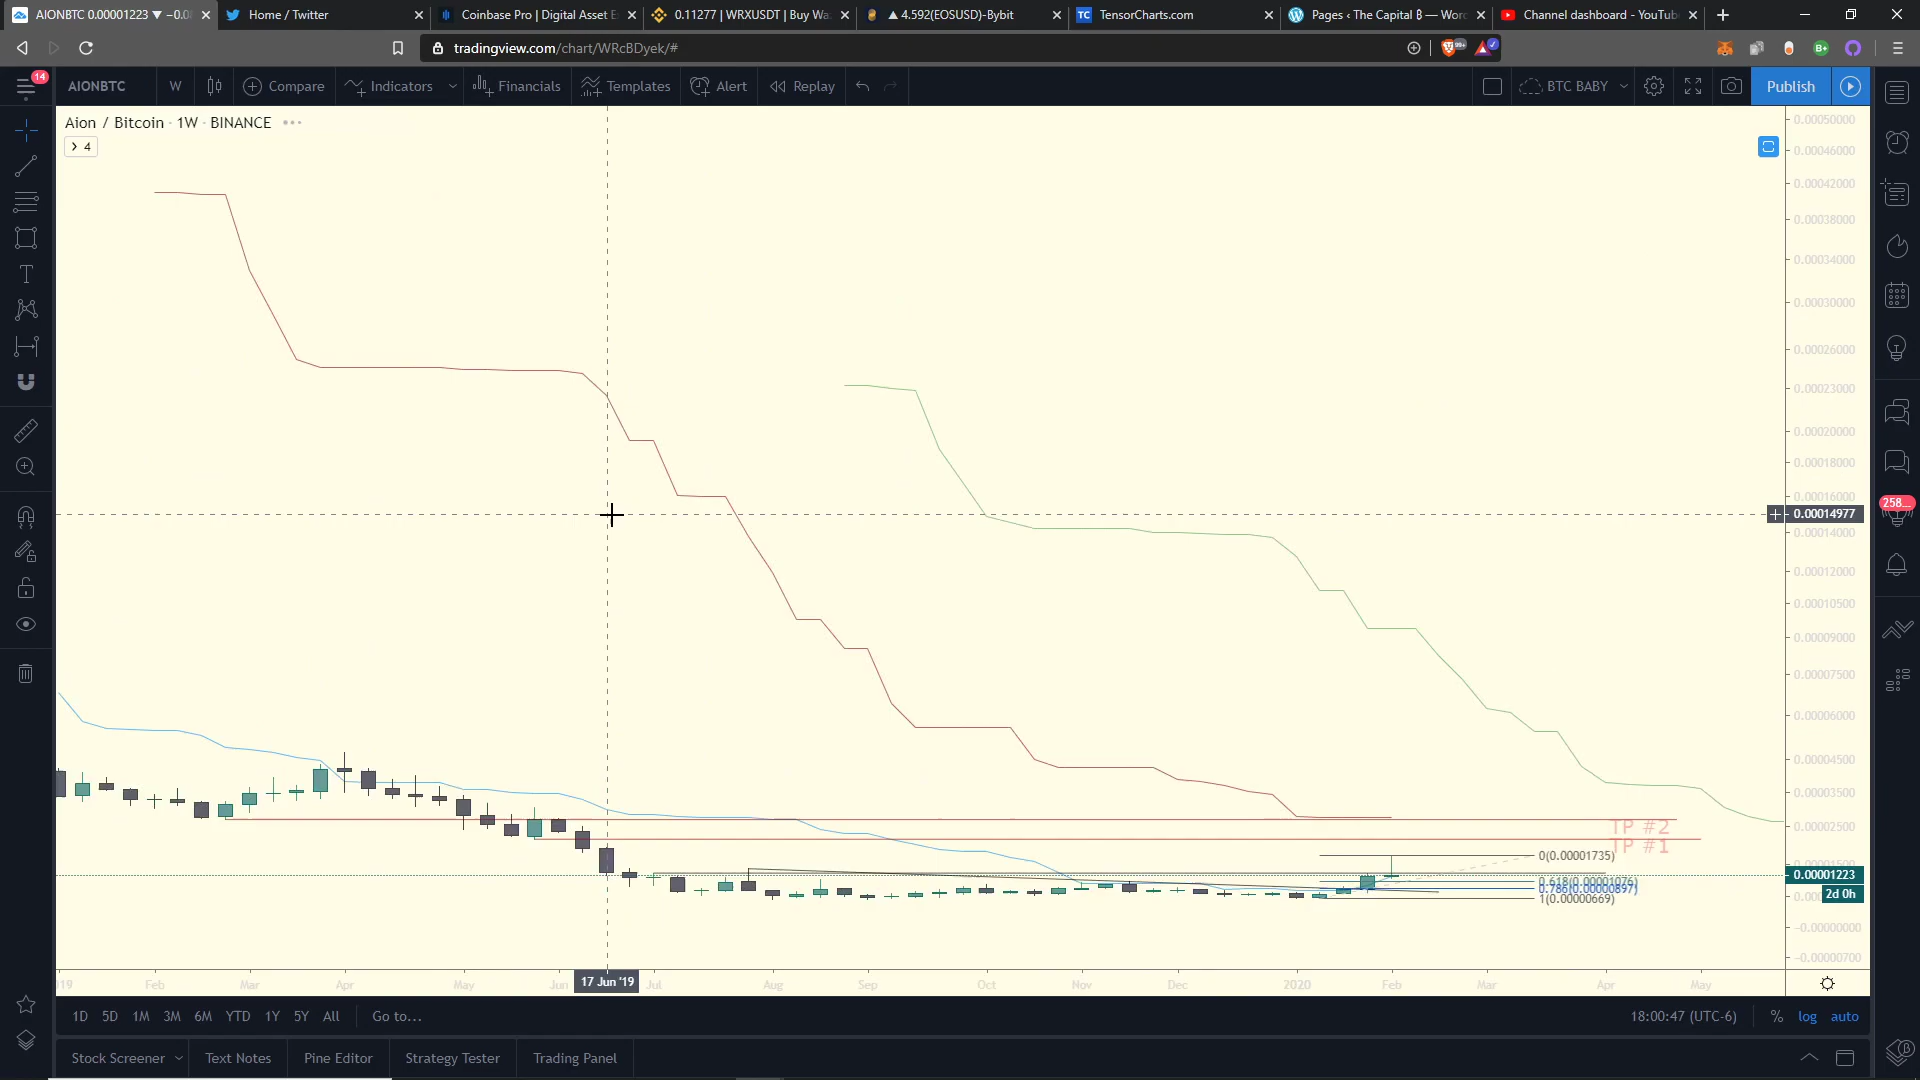 AIONBTC 0.00001223 ▼ −0.0
Home / Twitter
Coinbase Pro | Digital Asset E
0.11277 | WRXUSDT | Buy Wa
▲ 4.592(EOSUSD)-Bybit
TC TensorCharts.com
Pages ‹ The Capital ₿ — Wor
Channel dashboard - YouTub
tradingview.com/chart/WRcBDyek/#
99+
B+
14
AIONBTC
W
Compare
Indicators
Financials
Templates
Alert
Replay
BTC BABY
Publish
Aion / Bitcoin · 1W · BINANCE
4
0.00050000
0.00046000
0.00042000
0.00038000
0.00034000
0.00030000
0.00026000
0.00023000
0.00020000
0.00018000
0.00016000
0.00014977
0.00014000
0.00012000
0.00010500
0.00009000
0.00007500
0.00006000
0.00004500
0.00003500
0.00002500
0.00001500
0.00001223
2d 0h
−0.00000000
−0.00000700
258...
TP #2
TP #1
0(0.00001735)
0.618(0.00001076)
0.786(0.00000897)
1(0.00000669)
019
Feb
Mar
Apr
May
Jun
17 Jun '19
Jul
Aug
Sep
Oct
Nov
Dec
2020
Feb
Mar
Apr
May
1D
5D
1M
3M
6M
YTD
1Y
5Y
All
Go to...
18:00:47 (UTC-6)
%
log
auto
Stock Screener
Text Notes
Pine Editor
Strategy Tester
Trading Panel